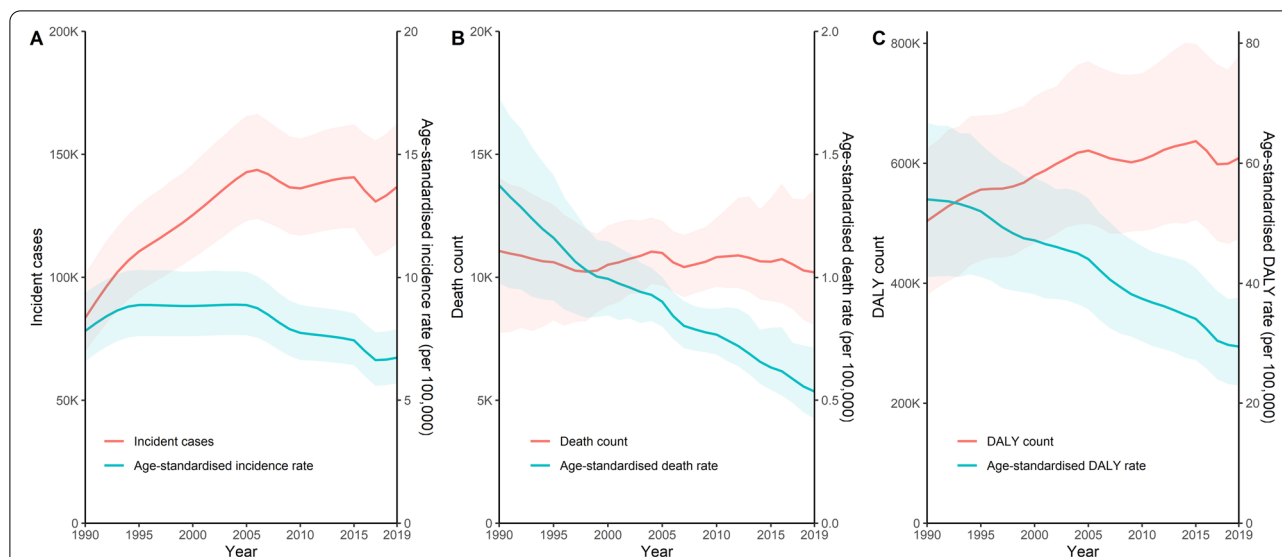 A
200K
150K
100K
50K
0
Incident cases
20
15
10
5
0
Age-standardised incidence rate (per 100,000)
Incident cases
Age-standardised incidence rate
1990 1995 2000 2005 2010 2015 2019
Year
B
20K
15K
10K
5K
0
Death count
2.0
1.5
1.0
0.5
0.0
Age-standardised death rate (per 100,000)
Death count
Age-standardised death rate
1990 1995 2000 2005 2010 2015 2019
Year
C
800K
600K
400K
200K
0
DALY count
80
60
40
20
0
Age-standardised DALY rate (per 100,000)
DALY count
Age-standardised DALY rate
1990 1995 2000 2005 2010 2015 2019
Year